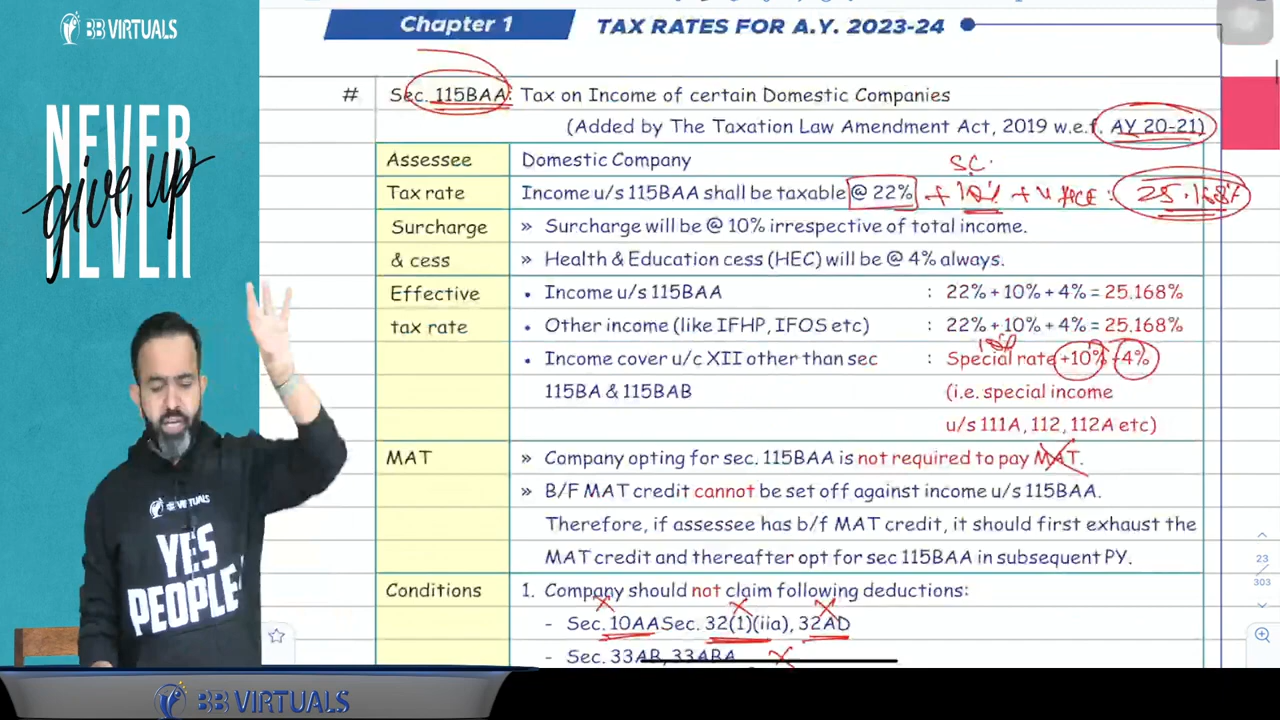 BB VIRTUALS
Chapter 1
TAX RATES FOR A.Y. 2023-24
NEVER
give up
NEVER
# Sec. 115BAA: Tax on Income of certain Domestic Companies
(Added by The Taxation Law Amendment Act, 2019 w.e.f. AY 20-21)
Assessee Domestic Company
SC.
Tax rate Income u/s 115BAA shall be taxable @ 22% + 10% + 4 HEC : 25.168%
Surcharge » Surcharge will be @ 10% irrespective of total income.
& cess » Health & Education cess (HEC) will be @ 4% always.
Effective • Income u/s 115BAA : 22% + 10% + 4% = 25.168%
tax rate • Other income (like IFHP, IFOS etc) : 22% + 10% + 4% = 25.168%
• Income cover u/c XII other than sec : Special rate +10% +4%
115BA & 115BAB (i.e. special income
u/s 111A, 112, 112A etc)
MAT » Company opting for sec. 115BAA is not required to pay MAT.
» B/F MAT credit cannot be set off against income u/s 115BAA.
Therefore, if assessee has b/f MAT credit, it should first exhaust the
MAT credit and thereafter opt for sec 115BAA in subsequent PY.
Conditions 1. Company should not claim following deductions:
- Sec. 10AA Sec. 32(1)(iia), 32AD
- Sec. 33AB, 33ABA
23
303
BB VIRTUALS
YES
PEOPLE
BB VIRTUALS